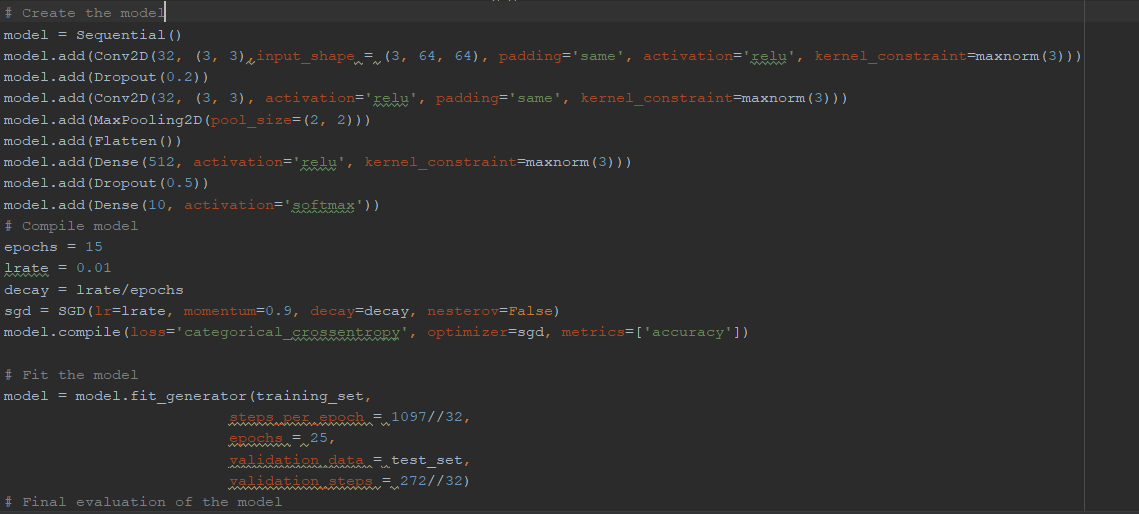 # Create the model
model = Sequential()
model.add(Conv2D(32, (3, 3),input_shape = (3, 64, 64), padding='same', activation='relu', kernel_constraint=maxnorm(3)))
model.add(Dropout(0.2))
model.add(Conv2D(32, (3, 3), activation='relu', padding='same', kernel_constraint=maxnorm(3)))
model.add(MaxPooling2D(pool_size=(2, 2)))
model.add(Flatten())
model.add(Dense(512, activation='relu', kernel_constraint=maxnorm(3)))
model.add(Dropout(0.5))
model.add(Dense(10, activation='softmax'))
# Compile model
epochs = 15
lrate = 0.01
decay = lrate/epochs
sgd = SGD(lr=lrate, momentum=0.9, decay=decay, nesterov=False)
model.compile(loss='categorical_crossentropy', optimizer=sgd, metrics=['accuracy'])
# Fit the model
model = model.fit_generator(training_set,
steps_per_epoch = 1097//32,
epochs = 25,
validation_data = test_set,
validation_steps = 272//32)
# Final evaluation of the model